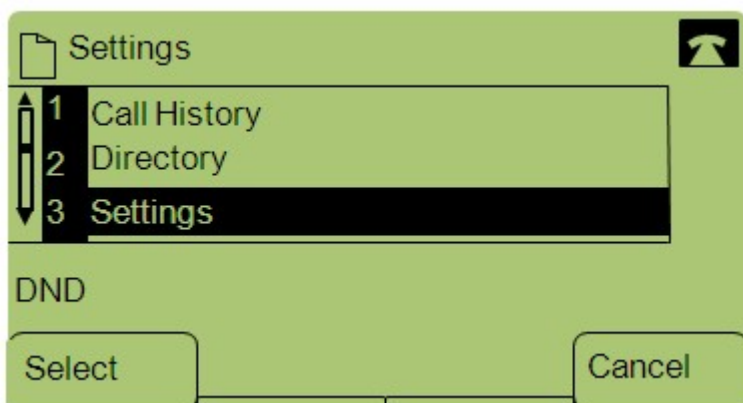 Settings
1 Call History
2 Directory
3 Settings
DND
Select Cancel